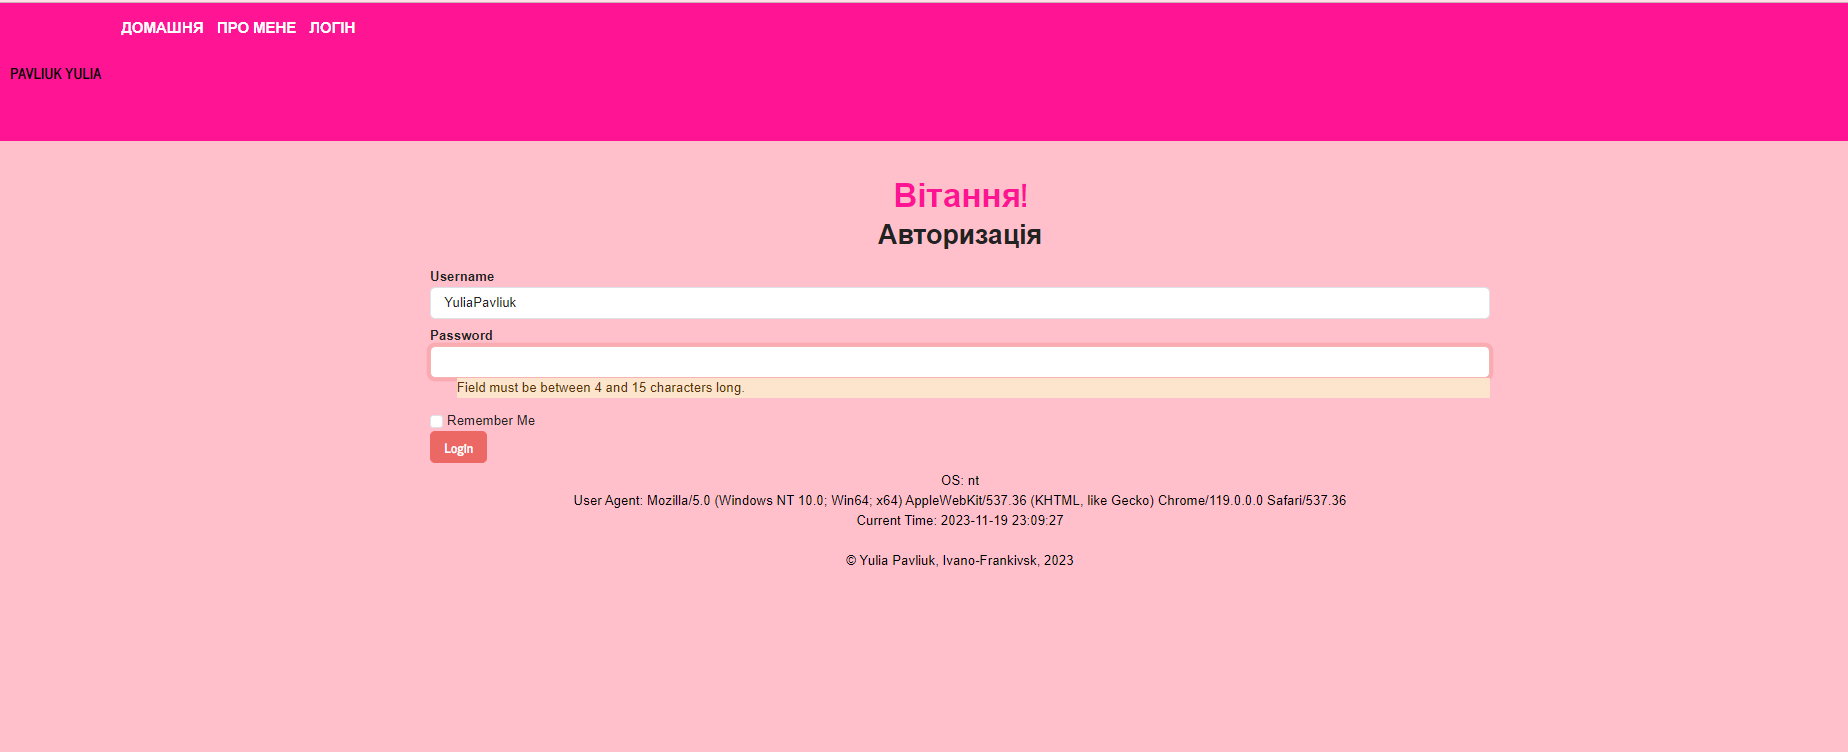 ДОМАШНЯ ПРО МЕНЕ ЛОГІН
PAVLIUK YULIA
Вітання!
Авторизація
Username
YuliaPavliuk
Password
Field must be between 4 and 15 characters long.
Remember Me
Login
OS: nt
User Agent: Mozilla/5.0 (Windows NT 10.0; Win64; x64) AppleWebKit/537.36 (KHTML, like Gecko) Chrome/119.0.0.0 Safari/537.36
Current Time: 2023-11-19 23:09:27
© Yulia Pavliuk, Ivano-Frankivsk, 2023